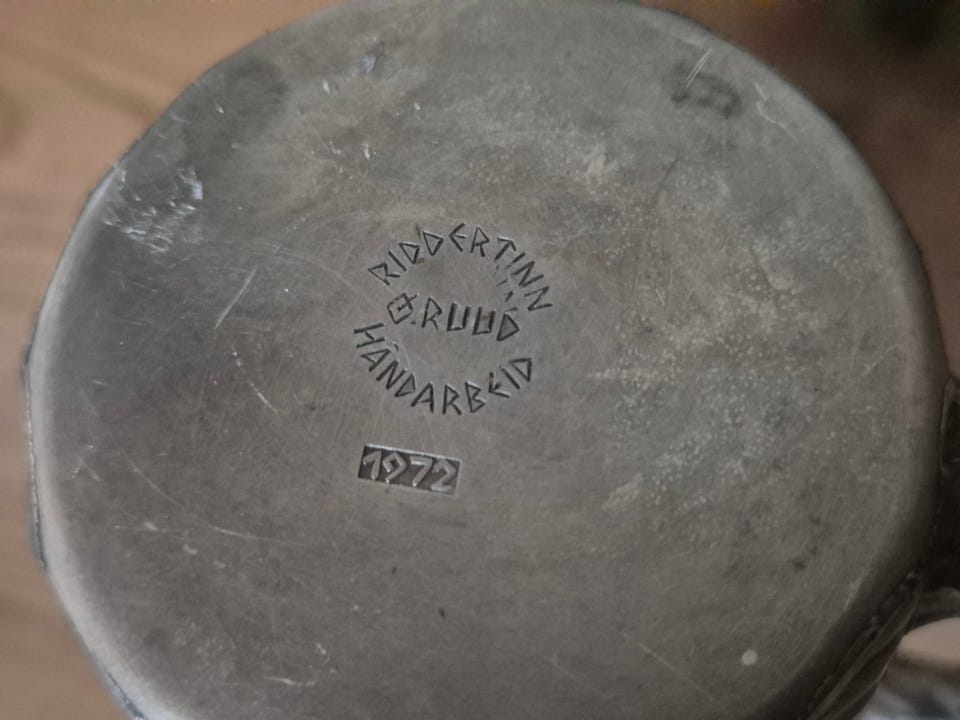 RIDDERTINN
Ø.RUUD
HÅNDARBEID
1972